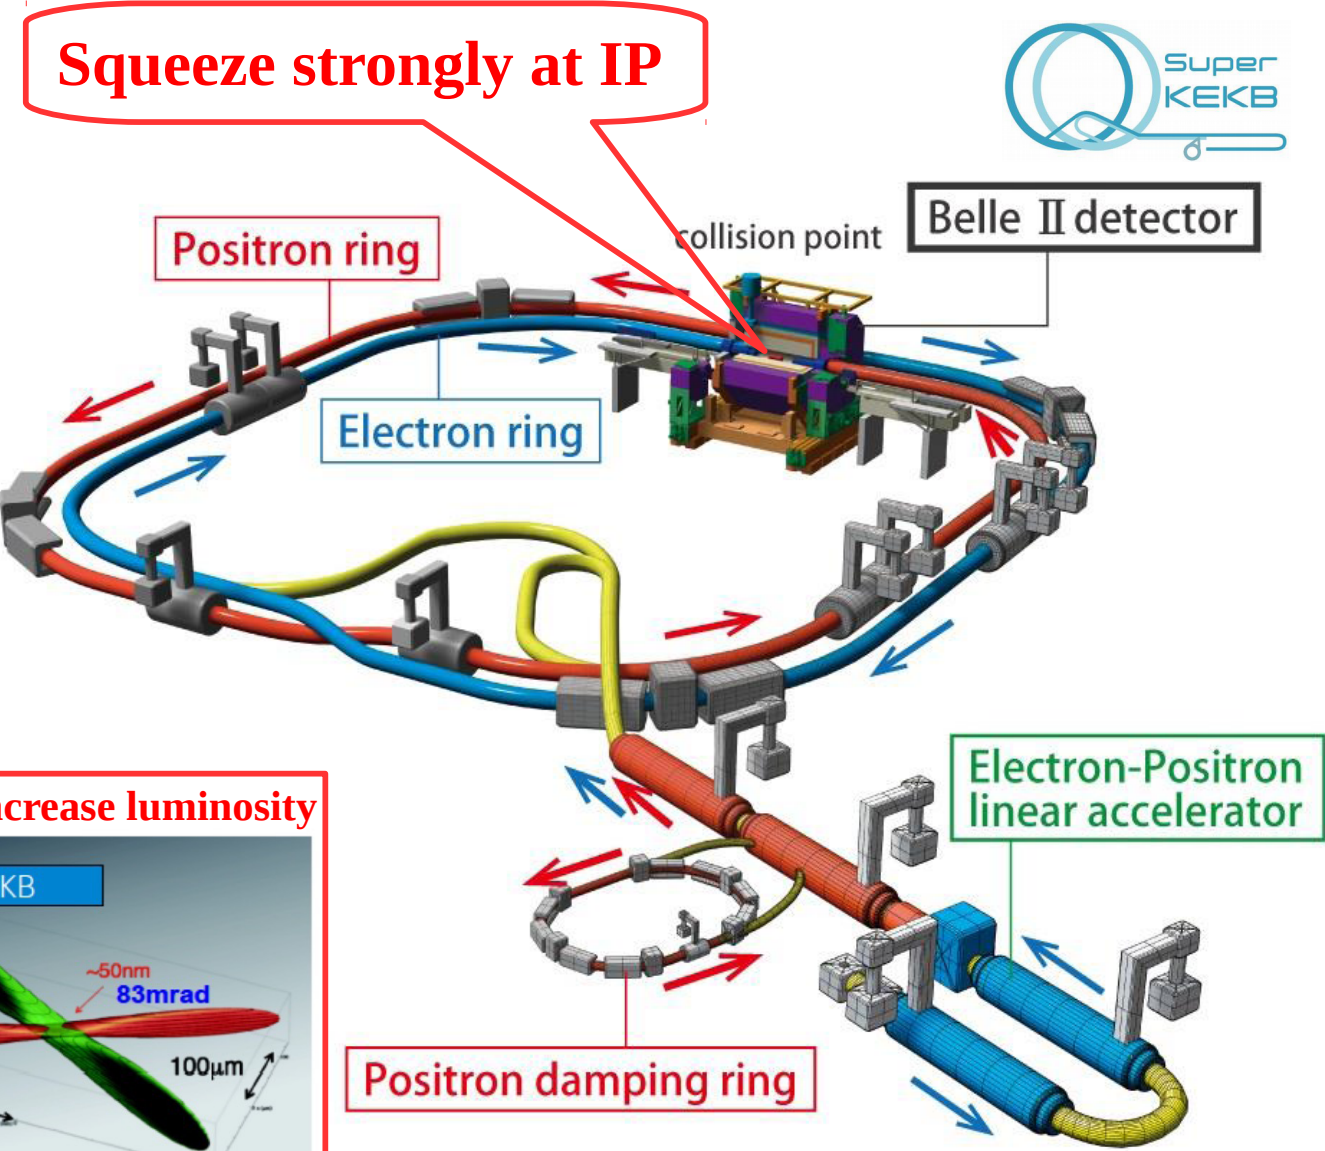 Squeeze strongly at IP
Super
KEKB
Belle II detector
collision point
Positron ring
Electron ring
Electron-Positron
linear accelerator
crease luminosity
KB
~50nm
83mrad
100μm
Positron damping ring